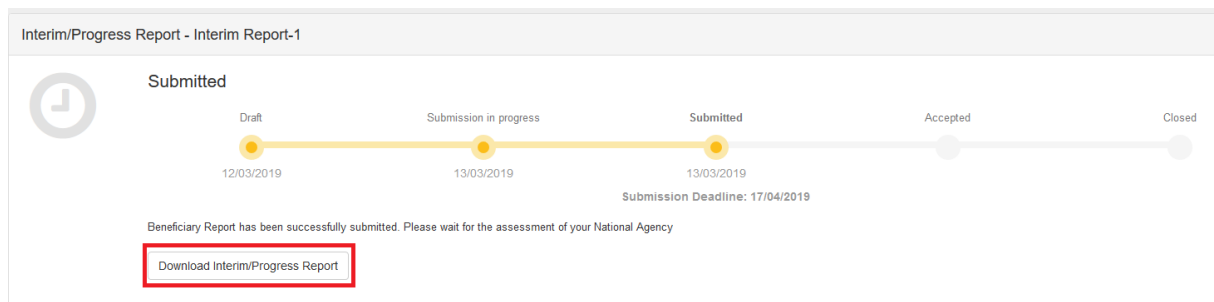 Interim/Progress Report - Interim Report-1
Submitted
Draft Submission in progress Submitted Accepted Closed
12/03/2019 13/03/2019 13/03/2019
Submission Deadline: 17/04/2019
Beneficiary Report has been successfully submitted. Please wait for the assessment of your National Agency
Download Interim/Progress Report